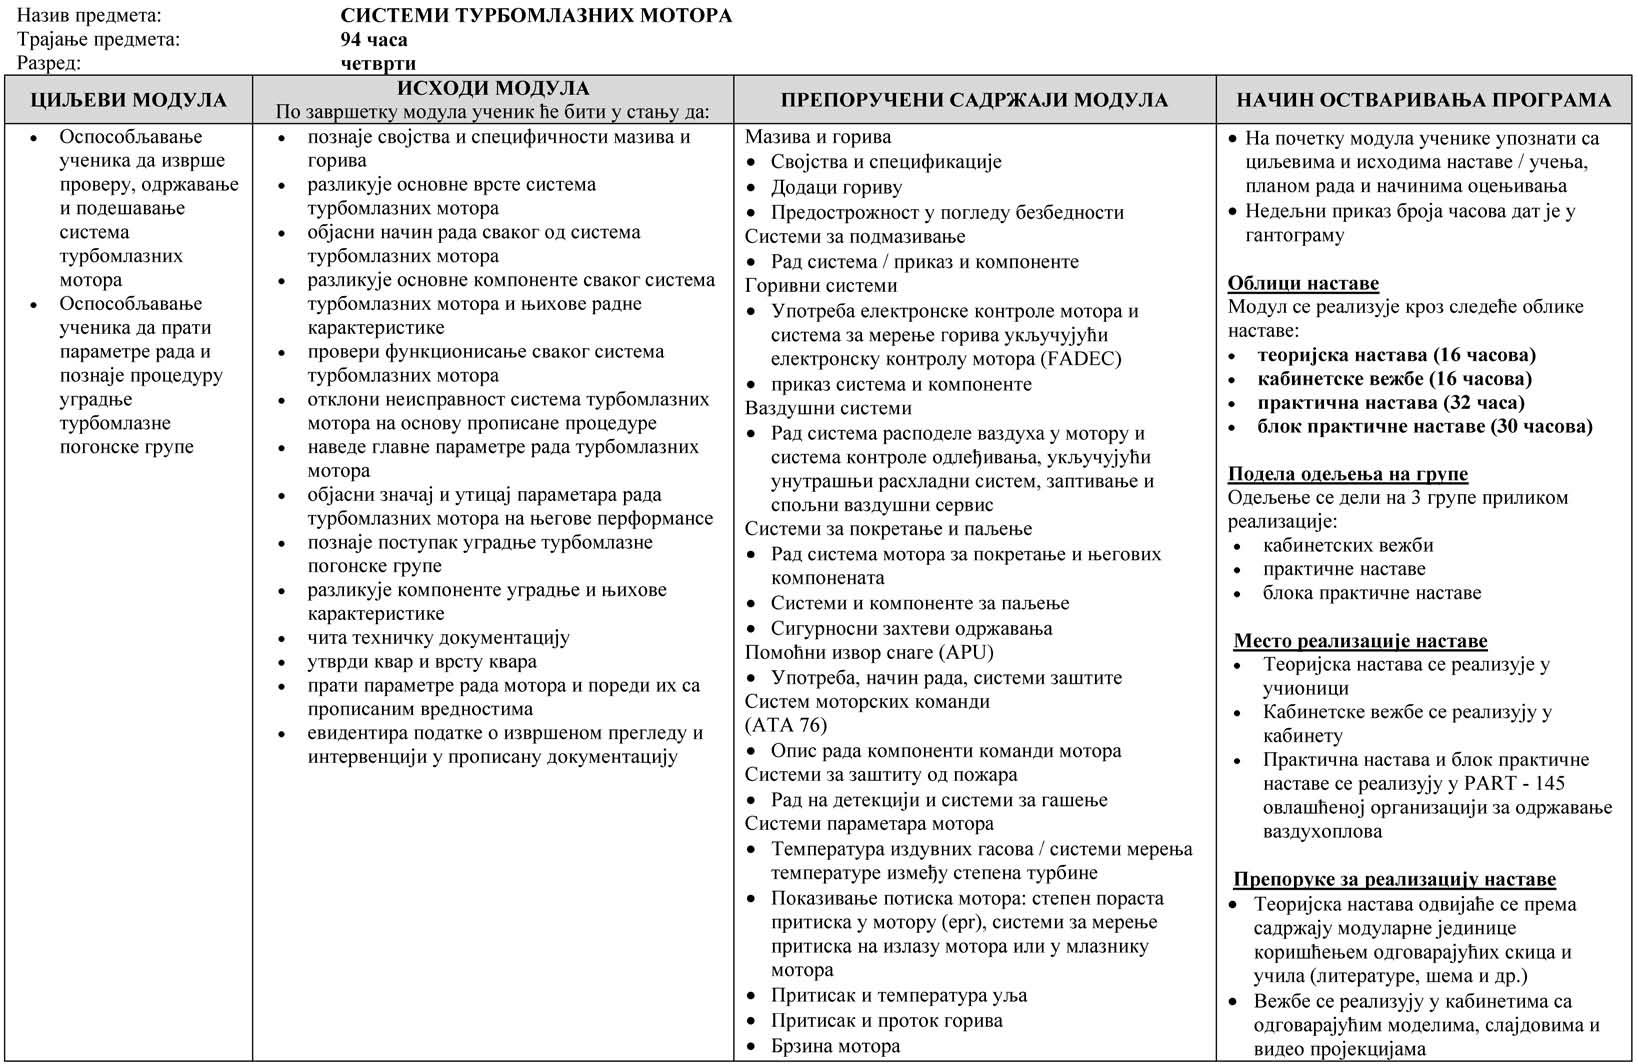 Назив предмета: СИСТЕМИ ТУРБОМЛАЗНИХ МОТОРА
Трајање предмета: 94 часа
Разред: четврти
ЦИЉЕВИ МОДУЛА
ИСХОДИ МОДУЛА
По завршетку модула ученик ће бити у стању да:
ПРЕПОРУЧЕНИ САДРЖАЈИ МОДУЛА
НАЧИН ОСТВАРИВАЊА ПРОГРАМА
• Оспособљавање
ученика да изврше
проверу, одржавање
и подешавање
система
турбомлазних
мотора
• Оспособљавање
ученика да прати
параметре рада и
познаје процедуру
уградње
турбомлазне
погонске групе
• познаје својства и специфичности мазива и
горива
• разликује основне врсте система
турбомлазних мотора
• објасни начин рада сваког од система
турбомлазних мотора
• разликује основне компоненте сваког система
турбомлазних мотора и њихове радне
карактеристике
• провери функционисање сваког система
турбомлазних мотора
• отклони неисправност система турбомлазних
мотора на основу прописане процедуре
• наведе главне параметре рада турбомлазних
мотора
• објасни значај и утицај параметара рада
турбомлазних мотора на његове перформансе
• познаје поступак уградње турбомлазне
погонске групе
• разликује компоненте уградње и њихове
карактеристике
• чита техничку документацију
• утврди квар и врсту квара
• прати параметре рада мотора и пореди их са
прописаним вредностима
• евидентира податке о извршеном прегледу и
интервенцији у прописану документацију
Мазива и горива
• Својства и спецификације
• Додаци гориву
• Предострожност у погледу безбедности
Системи за подмазивање
• Рад система / приказ и компоненте
Горивни системи
• Употреба електронске контроле мотора и
система за мерење горива укључујући
електронску контролу мотора (FADEC)
• приказ система и компоненте
Ваздушни системи
• Рад система расподеле ваздуха у мотору и
система контроле одлеђивања, укључујући
унутрашњи расхладни систем, заптивање и
спољни ваздушни сервис
Системи за покретање и паљење
• Рад система мотора за покретање и његових
компонената
• Системи и компоненте за паљење
• Сигурносни захтеви одржавања
Помоћни извор снаге (APU)
• Употреба, начин рада, системи заштите
Систем моторских команди
(АТА 76)
• Опис рада компоненти команди мотора
Системи за заштиту од пожара
• Рад на детекцији и системи за гашење
Системи параметара мотора
• Температура издувних гасова / системи мерења
температуре између степена турбине
• Показивање потиска мотора: степен пораста
притиска у мотору (epr), системи за мерење
притиска на излазу мотора или у млазнику
мотора
• Притисак и температура уља
• Притисак и проток горива
• Брзина мотора
• На почетку модула ученике упознати са
циљевима и исходима наставе / учења,
планом рада и начинима оцењивања
• Недељни приказ броја часова дат је у
гантограму
Облици наставе
Модул се реализује кроз следеће облике
наставе:
• теоријска настава (16 часова)
• кабинетске вежбе (16 часова)
• практична настава (32 часа)
• блок практичне наставе (30 часова)
Подела одељења на групе
Одељење се дели на 3 групе приликом
реализације:
• кабинетских вежби
• практичне наставе
• блока практичне наставе
Место реализације наставе
• Теоријска настава се реализује у
учионици
• Кабинетске вежбе се реализују у
кабинету
• Практична настава и блок практичне
наставе се реализују у PART - 145
овлашћеној организацији за одржавање
ваздухоплова
Препоруке за реализацију наставе
• Теоријска настава одвијаће се према
садржају модуларне јединице
коришћењем одговарајућих скица и
учила (литературе, шема и др.)
• Вежбе се реализују у кабинетима са
одговарајућим моделима, слајдовима и
видео пројекцијама